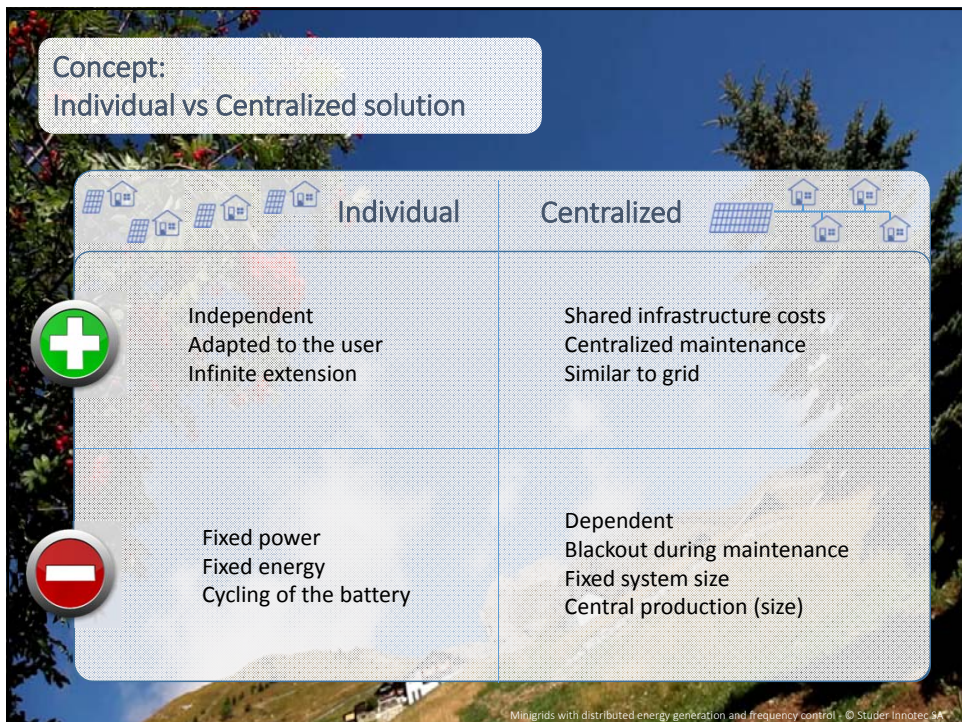 Concept:
Individual vs Centralized solution
Individual
Centralized
Independent
Adapted to the user
Infinite extension
Shared infrastructure costs
Centralized maintenance
Similar to grid
Fixed power
Fixed energy
Cycling of the battery
Dependent
Blackout during maintenance
Fixed system size
Central production (size)
Minigrids with distributed energy generation and frequency control - © Studer Innotec SA